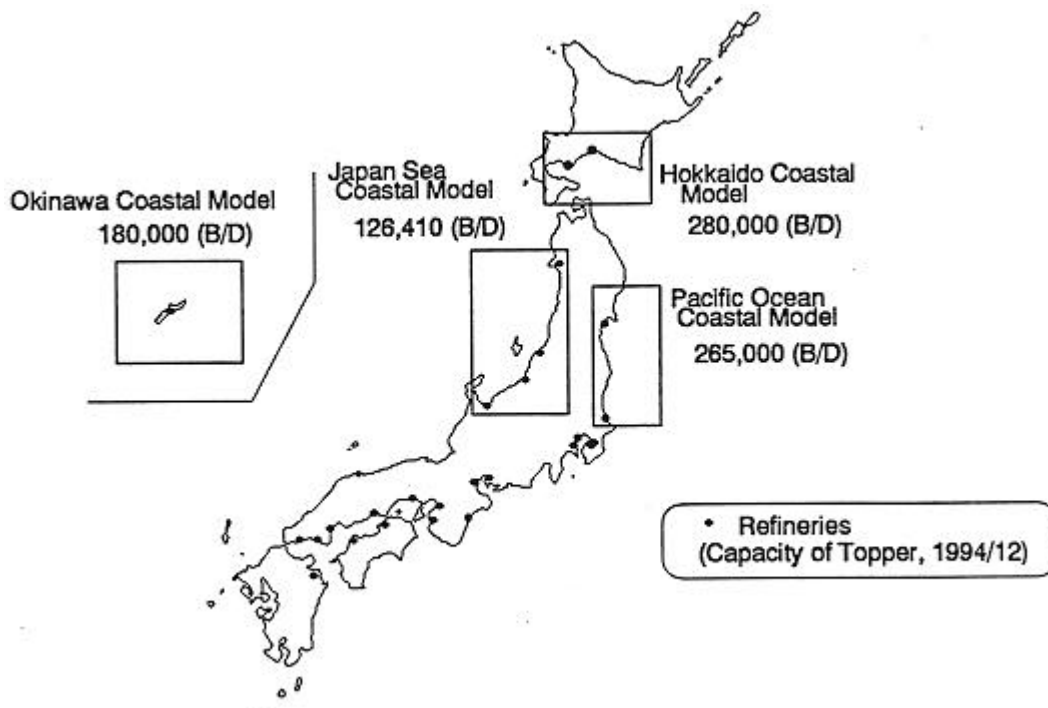 Okinawa Coastal Model
180,000 (B/D)
Japan Sea
Coastal Model
126,410 (B/D)
Hokkaido Coastal
Model
280,000 (B/D)
Pacific Ocean
Coastal Model
265,000 (B/D)
Refineries
(Capacity of Topper, 1994/12)